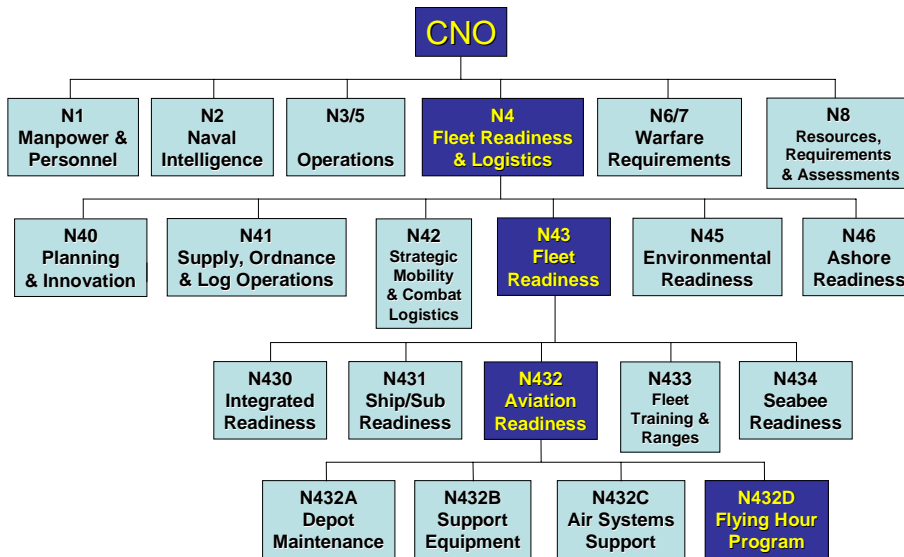 CNO
N1
Manpower &
Personnel
N2
Naval
Intelligence
N3/5
Operations
N4
Fleet Readiness
& Logistics
N6/7
Warfare
Requirements
N8
Resources,
Requirements
& Assessments
N40
Planning
& Innovation
N41
Supply, Ordnance
& Log Operations
N42
Strategic
Mobility
& Combat
Logistics
N43
Fleet
Readiness
N45
Environmental
Readiness
N46
Ashore
Readiness
N430
Integrated
Readiness
N431
Ship/Sub
Readiness
N432
Aviation
Readiness
N433
Fleet
Training &
Ranges
N434
Seabee
Readiness
N432A
Depot
Maintenance
N432B
Support
Equipment
N432C
Air Systems
Support
N432D
Flying Hour
Program